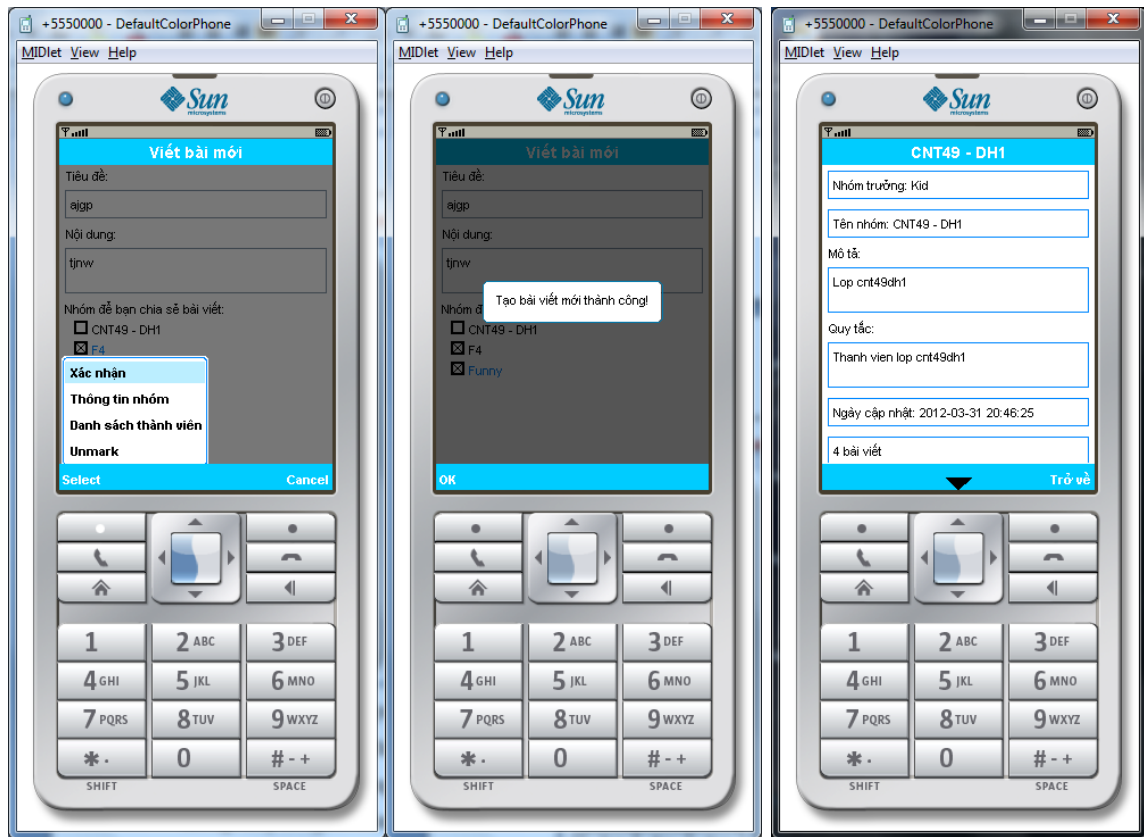 +5550000 - DefaultColorPhone
MIDlet View Help
Sun
microsystems
Viết bài mới
Tiêu đề:
ajgp
Nội dung:
tjnw
Nhóm để bạn chia sẻ bài viết:
CNT49 - DH1
F4
Xác nhận
Thông tin nhóm
Danh sách thành viên
Unmark
Select Cancel
1 2 ABC 3 DEF
4 GHI 5 JKL 6 MNO
7 PQRS 8 TUV 9 WXYZ
* . 0 # - +
SHIFT SPACE
+5550000 - DefaultColorPhone
MIDlet View Help
Sun
microsystems
Viết bài mới
Tiêu đề:
ajgp
Nội dung:
tjnw
Nhóm đ
Tạo bài viết mới thành công!
CNT49 - DH1
F4
Funny
OK
1 2 ABC 3 DEF
4 GHI 5 JKL 6 MNO
7 PQRS 8 TUV 9 WXYZ
* . 0 # - +
SHIFT SPACE
+5550000 - DefaultColorPhone
MIDlet View Help
Sun
microsystems
CNT49 - DH1
Nhóm trưởng: Kid
Tên nhóm: CNT49 - DH1
Mô tả:
Lop cnt49dh1
Quy tắc:
Thanh vien lop cnt49dh1
Ngày cập nhật: 2012-03-31 20:46:25
4 bài viết
Trở về
1 2 ABC 3 DEF
4 GHI 5 JKL 6 MNO
7 PQRS 8 TUV 9 WXYZ
* . 0 # - +
SHIFT SPACE